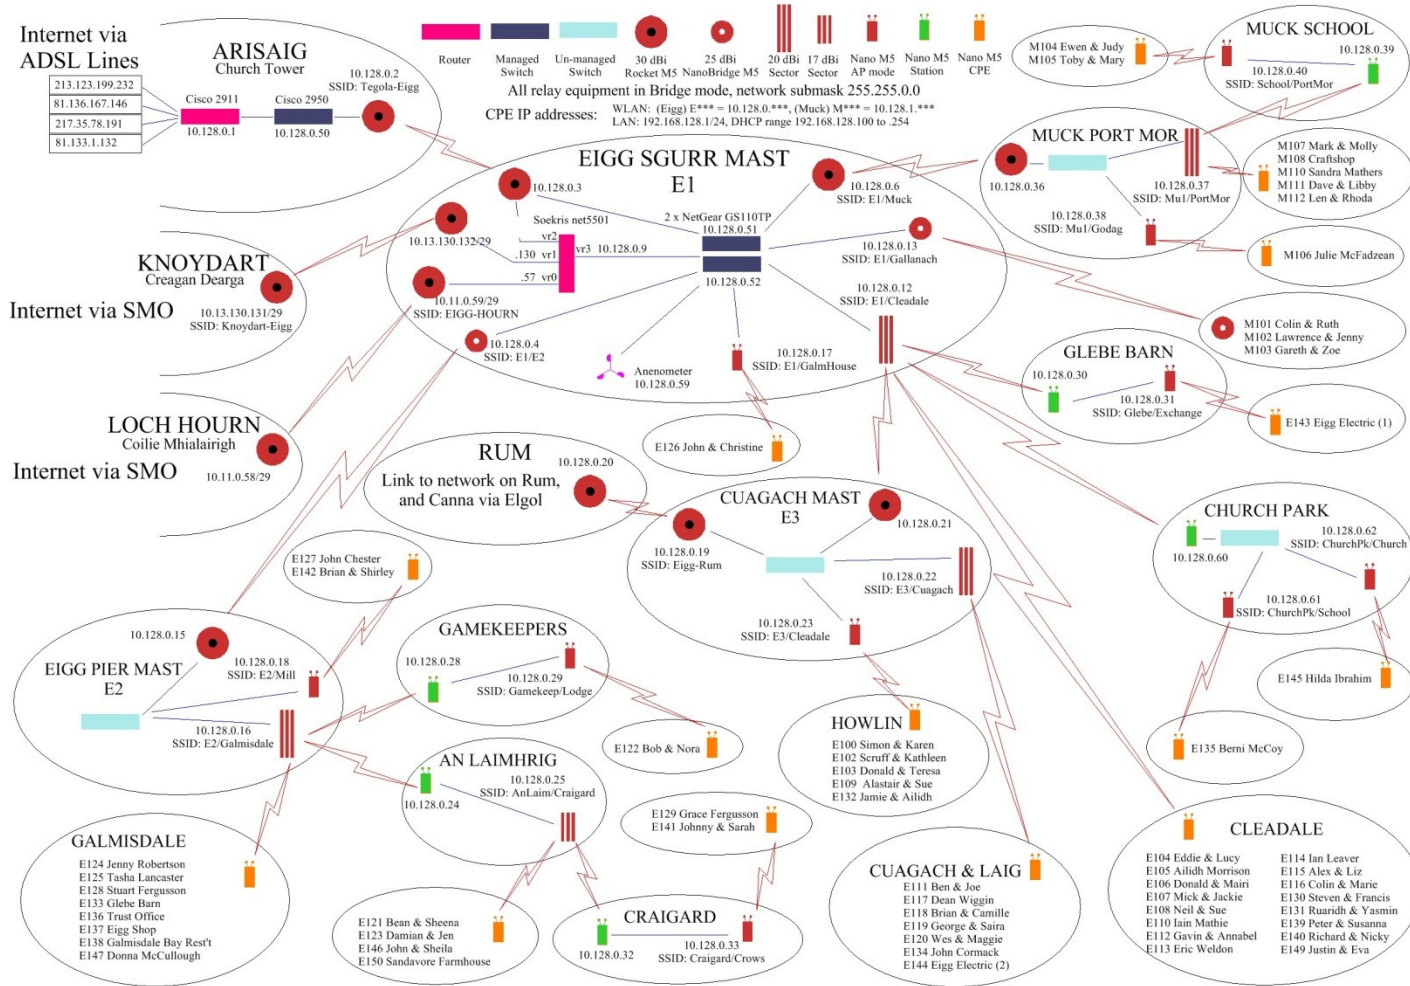 Internet via
ADSL Lines
213.123.199.232
81.136.167.146
217.35.78.191
81.133.1.132
ARISAIG
Church Tower
10.128.0.2
SSID: Tegola-Eigg
Cisco 2911
Cisco 2950
10.128.0.1
10.128.0.50
Router
Managed
Switch
Un-managed
Switch
30 dBi
Rocket M5
25 dBi
NanoBridge M5
20 dBi
Sector
17 dBi
Sector
Nano M5
AP mode
Nano M5
Station
Nano M5
CPE
All relay equipment in Bridge mode, network submask 255.255.0.0
CPE IP addresses:
WLAN: (Eigg) E*** = 10.128.0.***, (Muck) M*** = 10.128.1.***
LAN: 192.168.128.1/24, DHCP range 192.168.128.100 to .254
M104 Ewen & Judy
M105 Toby & Mary
MUCK SCHOOL
10.128.0.39
10.128.0.40
SSID: School/PortMor
MUCK PORT MOR
10.128.0.36
10.128.0.37
SSID: Mu1/PortMor
10.128.0.38
SSID: Mu1/Godag
M107 Mark & Molly
M108 Craftshop
M110 Sandra Mathers
M111 Dave & Libby
M112 Len & Rhoda
M106 Julie McFadzean
M101 Colin & Ruth
M102 Lawrence & Jenny
M103 Gareth & Zoe
EIGG SGURR MAST
E1
10.128.0.3
10.128.0.6
SSID: E1/Muck
Soekris net5501
2 x NetGear GS110TP
10.128.0.51
10.13.130.132/29
vr2
vr3
10.128.0.9
.130
vr1
.57
vr0
10.128.0.52
10.128.0.13
SSID: E1/Gallanach
10.128.0.12
SSID: E1/Cleadale
10.11.0.59/29
SSID: EIGG-HOURN
10.128.0.4
SSID: E1/E2
Anenometer
10.128.0.59
10.128.0.17
SSID: E1/GalmHouse
KNOYDART
Creagan Dearga
Internet via SMO
10.13.130.131/29
SSID: Knoydart-Eigg
LOCH HOURN
Coilie Mhialairigh
Internet via SMO
10.11.0.58/29
GLEBE BARN
10.128.0.30
10.128.0.31
SSID: Glebe/Exchange
E143 Eigg Electric (1)
E126 John & Christine
RUM
10.128.0.20
Link to network on Rum,
and Canna via Elgol
CUAGACH MAST
E3
10.128.0.21
10.128.0.19
SSID: Eigg-Rum
10.128.0.22
SSID: E3/Cuagach
10.128.0.23
SSID: E3/Cleadale
CHURCH PARK
10.128.0.60
10.128.0.62
SSID: ChurchPk/Church
10.128.0.61
SSID: ChurchPk/School
E145 Hilda Ibrahim
E135 Berni McCoy
E127 John Chester
E142 Brian & Shirley
EIGG PIER MAST
E2
10.128.0.15
10.128.0.18
SSID: E2/Mill
10.128.0.16
SSID: E2/Galmisdale
GAMEKEEPERS
10.128.0.28
10.128.0.29
SSID: Gamekeep/Lodge
E122 Bob & Nora
AN LAIMHRIG
10.128.0.25
SSID: AnLaim/Craigard
10.128.0.24
HOWLIN
E100 Simon & Karen
E102 Scruff & Kathleen
E103 Donald & Teresa
E109 Alastair & Sue
E132 Jamie & Ailidh
GALMISDALE
E124 Jenny Robertson
E125 Tasha Lancaster
E128 Stuart Fergusson
E133 Glebe Barn
E136 Trust Office
E137 Eigg Shop
E138 Galmisdale Bay Rest't
E147 Donna McCullough
E129 Grace Fergusson
E141 Johnny & Sarah
E121 Bean & Sheena
E123 Damian & Jen
E146 John & Sheila
E150 Sandavore Farmhouse
CRAIGARD
10.128.0.32
10.128.0.33
SSID: Craigard/Crows
CUAGACH & LAIG
E111 Ben & Joe
E117 Dean Wiggin
E118 Brian & Camille
E119 George & Saira
E120 Wes & Maggie
E134 John Cormack
E144 Eigg Electric (2)
CLEADALE
E104 Eddie & Lucy
E105 Ailidh Morrison
E106 Donald & Mairi
E107 Mick & Jackie
E108 Neil & Sue
E110 Iain Mathie
E112 Gavin & Annabel
E113 Eric Weldon
E114 Ian Leaver
E115 Alex & Liz
E116 Colin & Marie
E130 Steven & Francis
E131 Ruaridh & Yasmin
E139 Peter & Susanna
E140 Richard & Nicky
E149 Justin & Eva